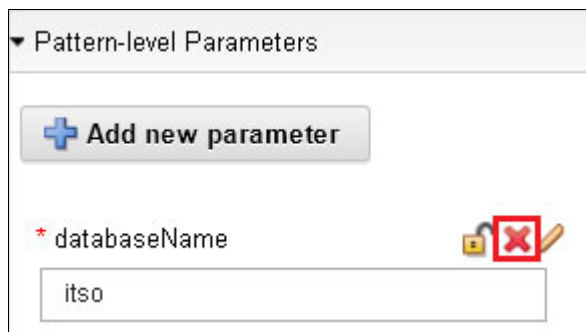 Pattern-level Parameters
Add new parameter
* databaseName
itso